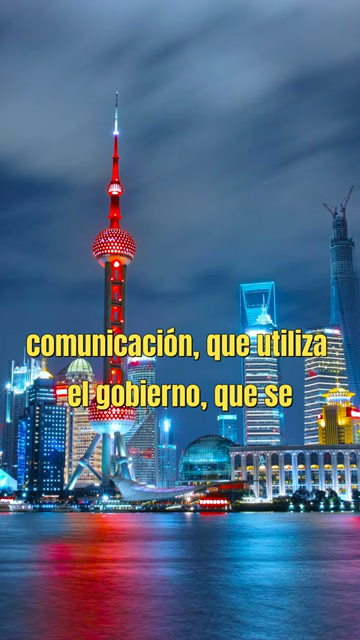 comunicación, que utiliza
el gobierno, que se